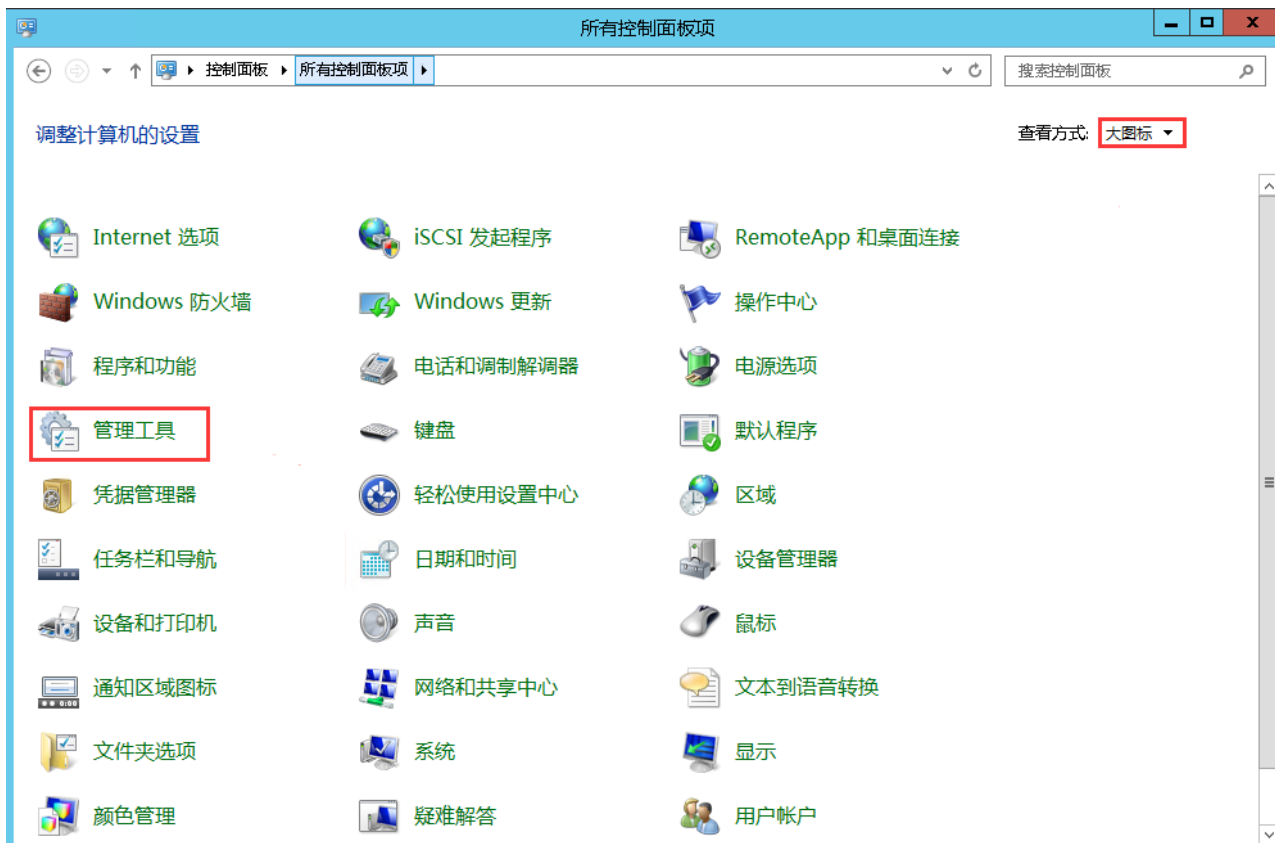 所有控制面板项
控制面板 所有控制面板项 搜索控制面板
调整计算机的设置 查看方式: 大图标
Internet 选项 iSCSI 发起程序 RemoteApp 和桌面连接
Windows 防火墙 Windows 更新 操作中心
程序和功能 电话和调制解调器 电源选项
管理工具 键盘 默认程序
凭据管理器 轻松使用设置中心 区域
任务栏和导航 日期和时间 设备管理器
设备和打印机 声音 鼠标
通知区域图标 网络和共享中心 文本到语音转换
文件夹选项 系统 显示
颜色管理 疑难解答 用户帐户